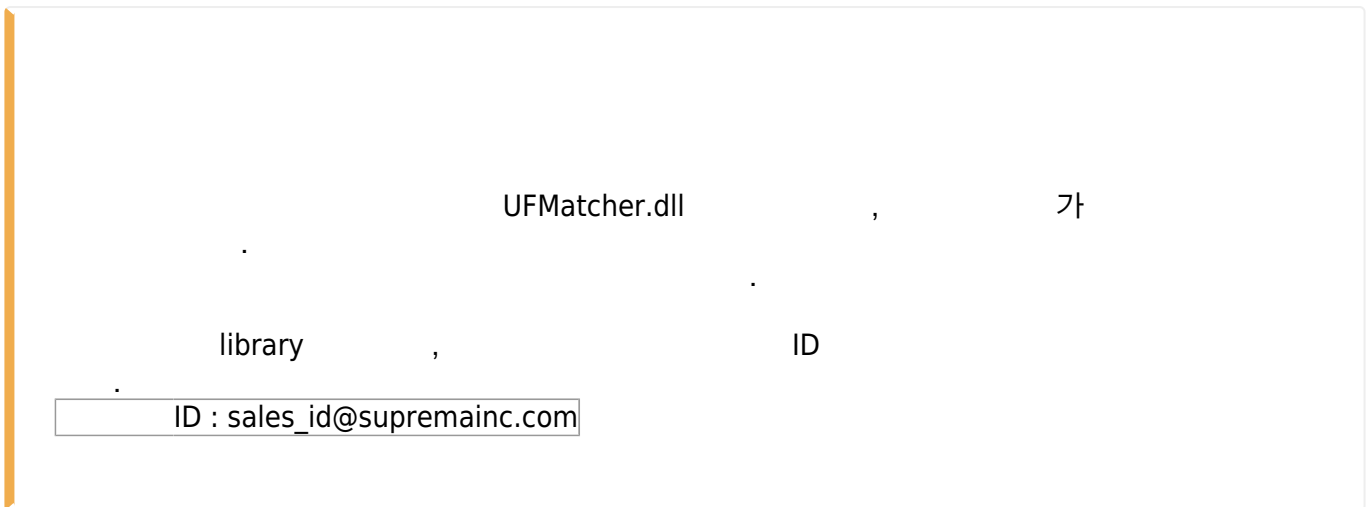 UFMatcher.dll , 가
.
.
library , ID
.
ID : sales_id@supremainc.com